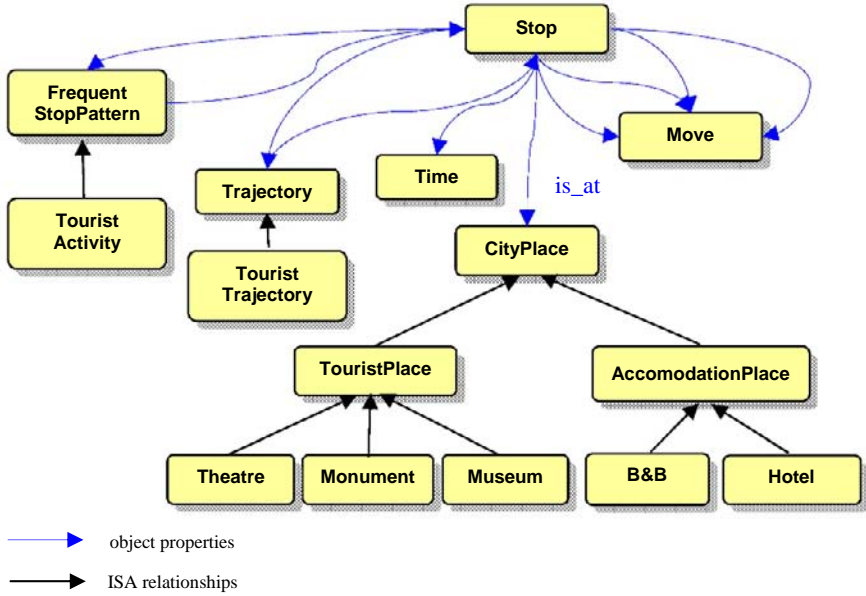 Stop
Frequent
StopPattern
Move
Time
Trajectory
is_at
Tourist
Activity
CityPlace
Tourist
Trajectory
TouristPlace
AccomodationPlace
Theatre
Monument
Museum
B&B
Hotel
object properties
ISA relationships